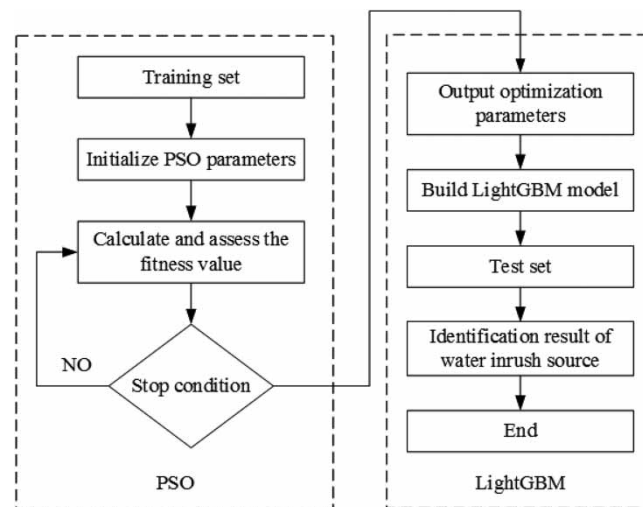 Training set
Initialize PSO parameters
Calculate and assess the
fitness value
NO
Stop condition
PSO
Output optimization
parameters
Build LightGBM model
Test set
Identification result of
water inrush source
End
LightGBM